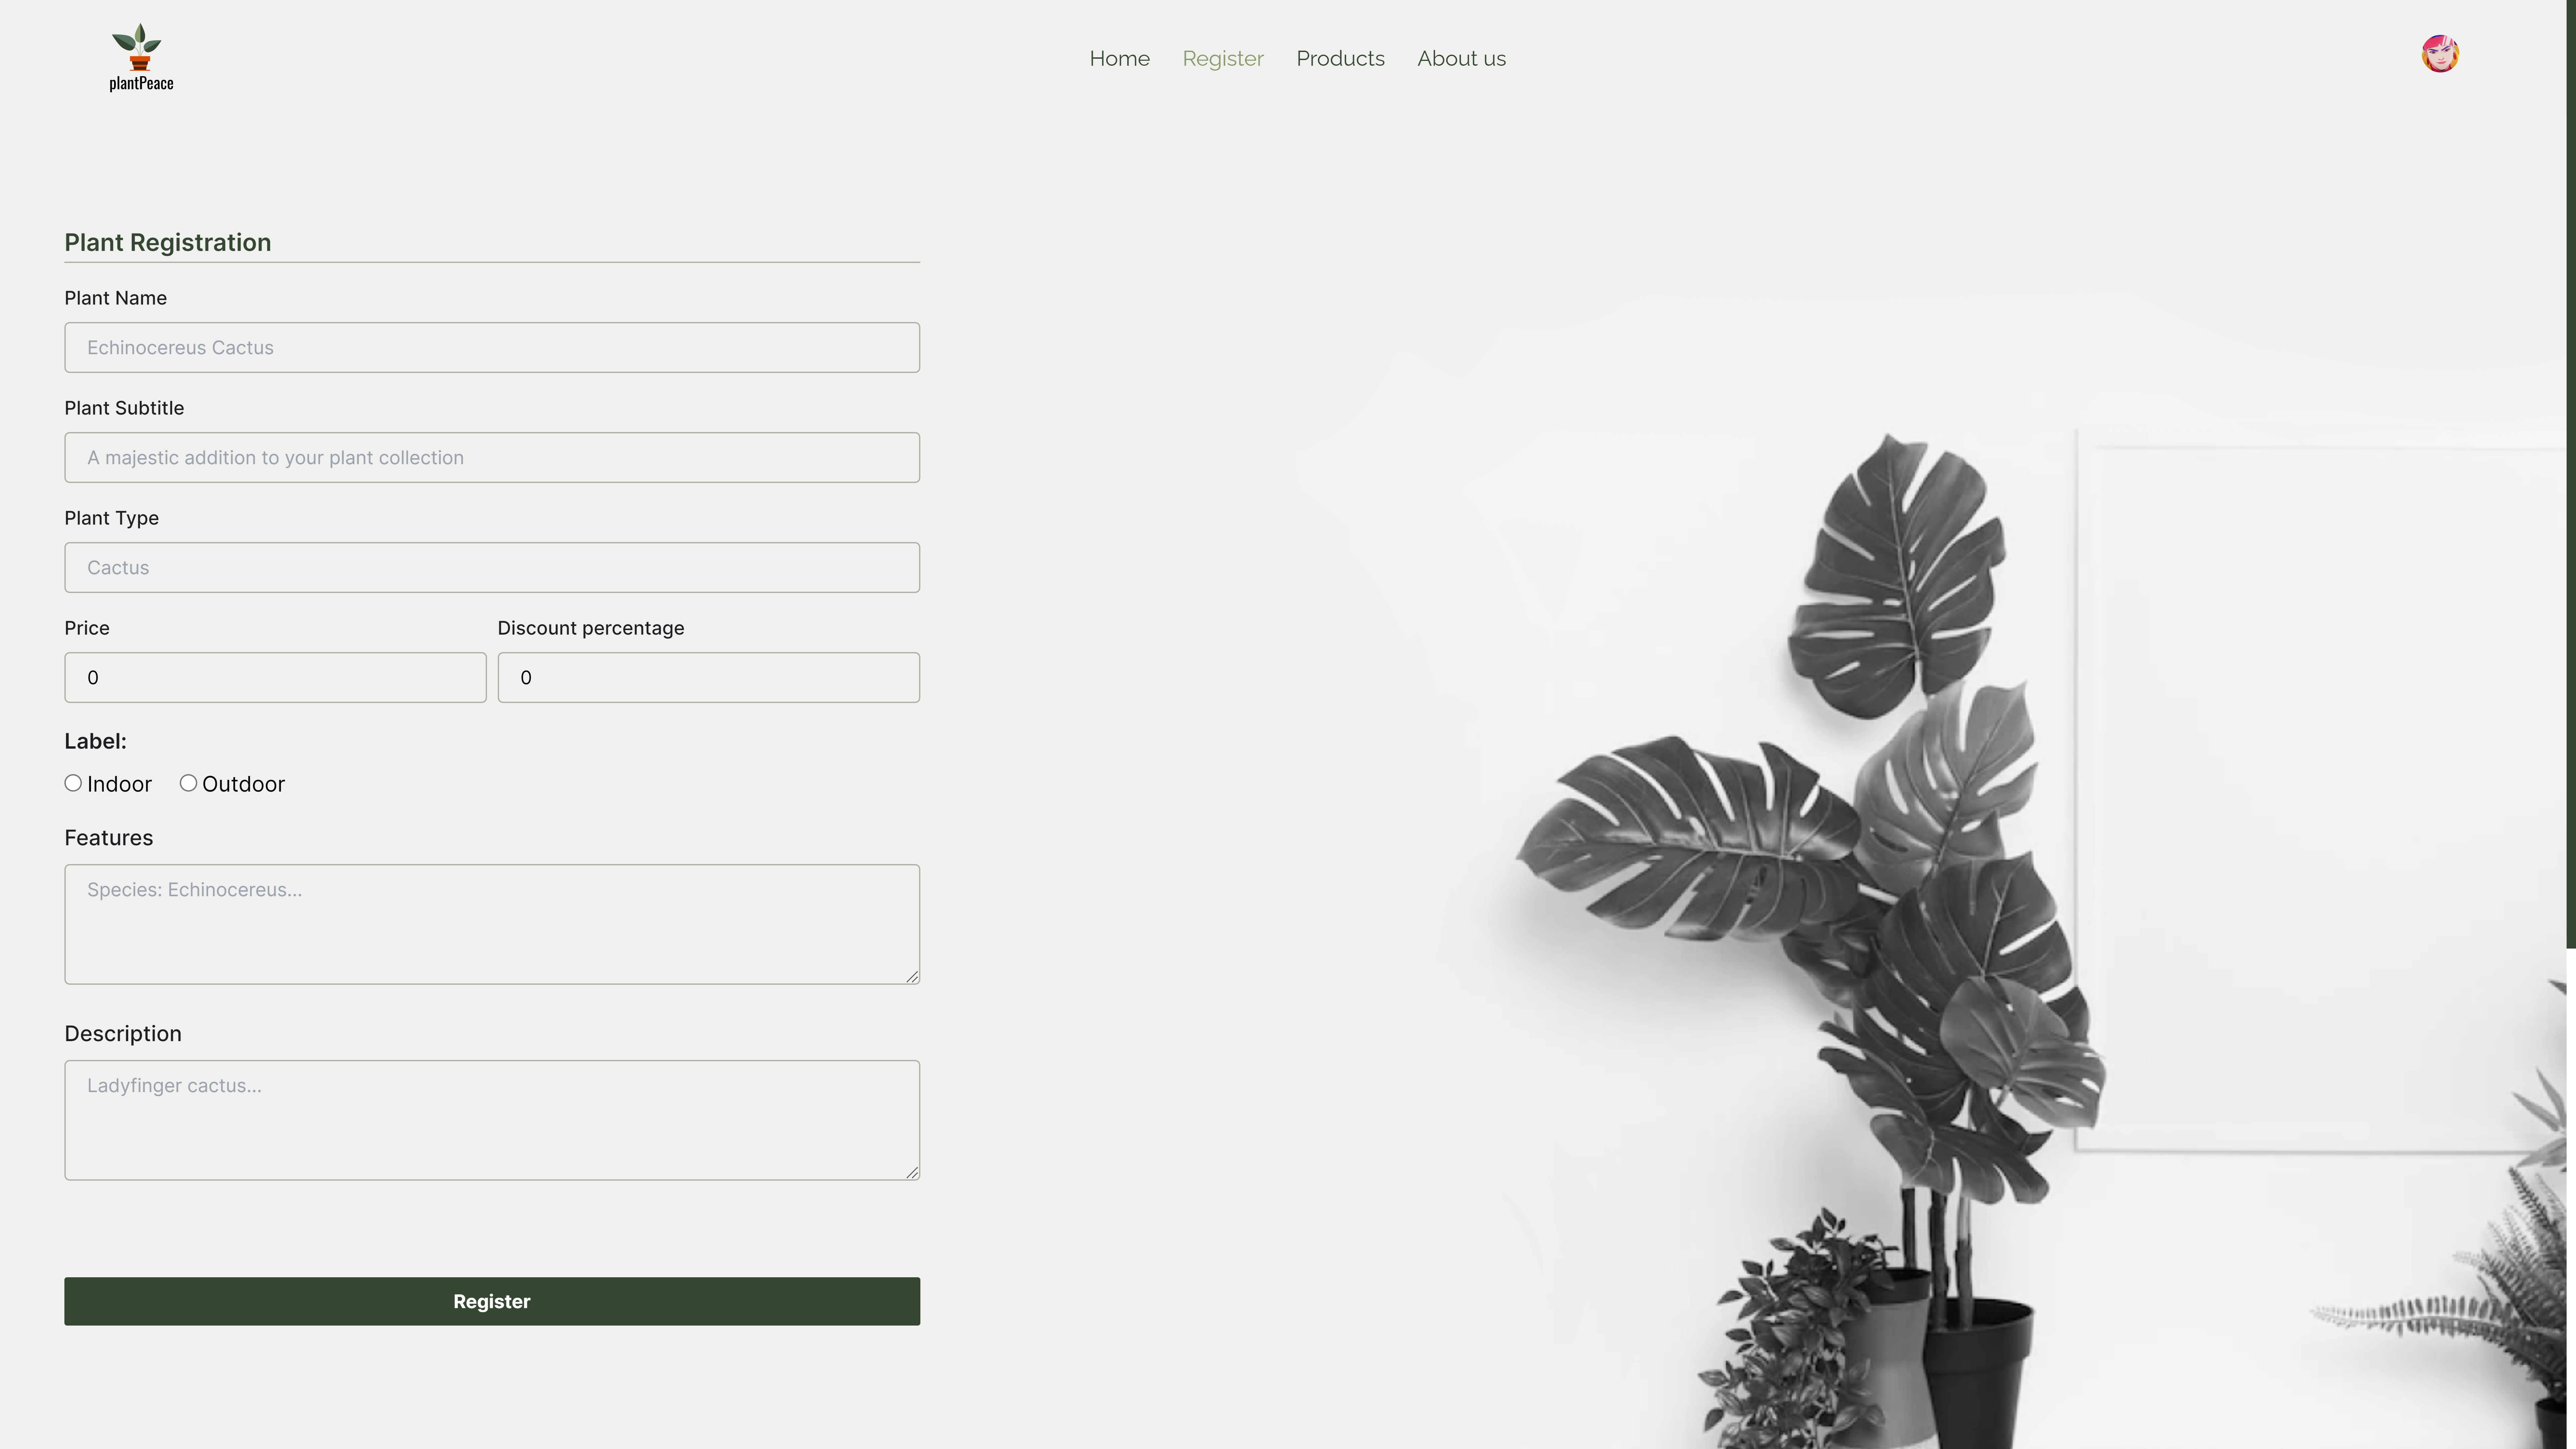 plantPeace
Home Register Products About us
Plant Registration
Plant Name
Echinocereus Cactus
Plant Subtitle
A majestic addition to your plant collection
Plant Type
Cactus
Price Discount percentage
0 0
Label:
Indoor Outdoor
Features
Species: Echinocereus...
Description
Ladyfinger cactus...
Register